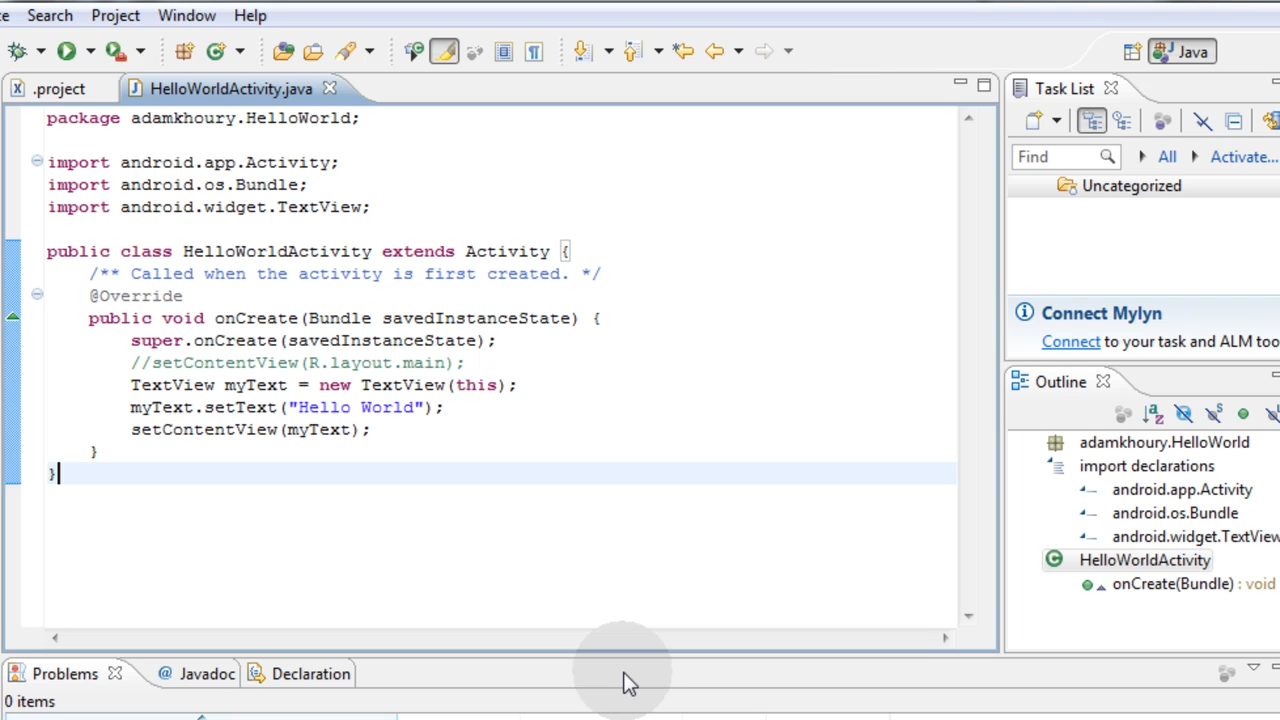 Search Project Window Help
Java
.project
HelloWorldActivity.java
package adamkhoury.HelloWorld;
import android.app.Activity;
import android.os.Bundle;
import android.widget.TextView;
public class HelloWorldActivity extends Activity {
/** Called when the activity is first created. */
@Override
public void onCreate(Bundle savedInstanceState) {
super.onCreate(savedInstanceState);
//setContentView(R.layout.main);
TextView myText = new TextView(this);
myText.setText("Hello World");
setContentView(myText);
}
}
Task List
Find
All
Activate...
Uncategorized
Connect Mylyn
Connect to your task and ALM too
Outline
adamkhoury.HelloWorld
import declarations
android.app.Activity
android.os.Bundle
android.widget.TextView
HelloWorldActivity
onCreate(Bundle) : void
Problems
@ Javadoc
Declaration
0 items